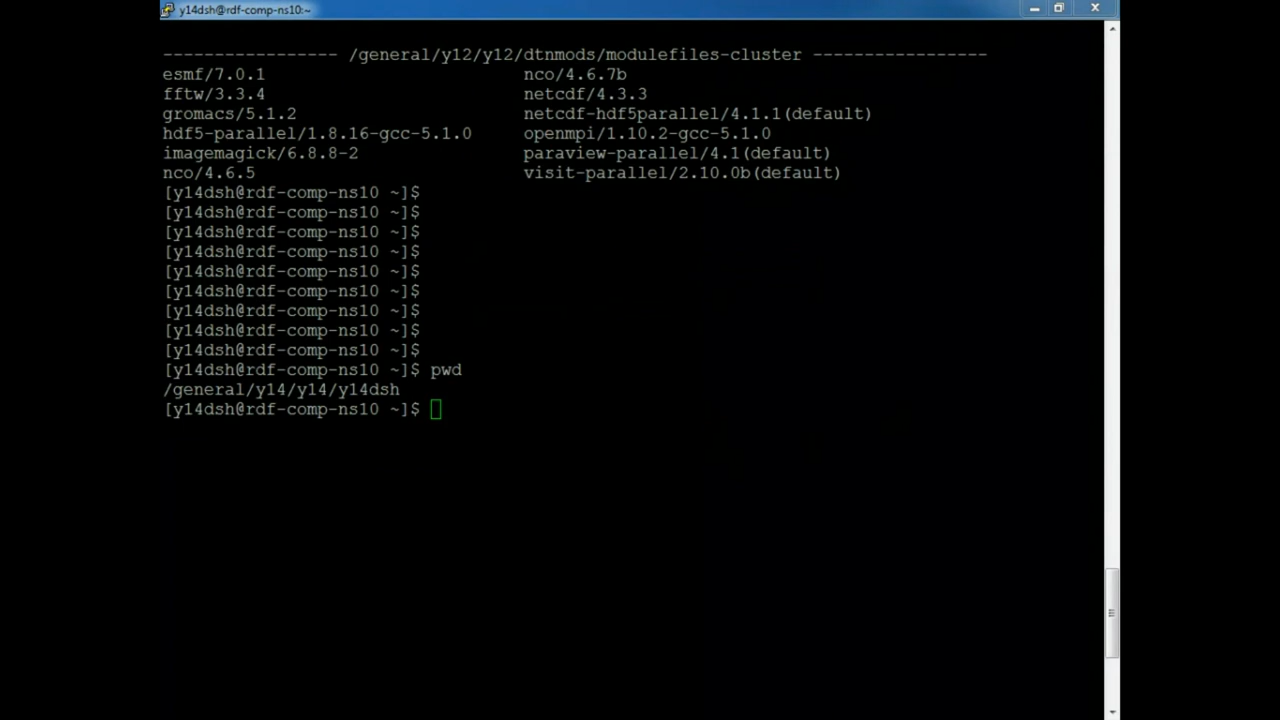 y14dsh@rdf-comp-ns10:~
----------------- /general/y12/y12/dtnmods/modulefiles-cluster -----------------
esmf/7.0.1 nco/4.6.7b
fftw/3.3.4 netcdf/4.3.3
gromacs/5.1.2 netcdf-hdf5parallel/4.1.1(default)
hdf5-parallel/1.8.16-gcc-5.1.0 openmpi/1.10.2-gcc-5.1.0
imagemagick/6.8.8-2 paraview-parallel/4.1(default)
nco/4.6.5 visit-parallel/2.10.0b(default)
[y14dsh@rdf-comp-ns10 ~]$
[y14dsh@rdf-comp-ns10 ~]$
[y14dsh@rdf-comp-ns10 ~]$
[y14dsh@rdf-comp-ns10 ~]$
[y14dsh@rdf-comp-ns10 ~]$
[y14dsh@rdf-comp-ns10 ~]$
[y14dsh@rdf-comp-ns10 ~]$
[y14dsh@rdf-comp-ns10 ~]$
[y14dsh@rdf-comp-ns10 ~]$
[y14dsh@rdf-comp-ns10 ~]$ pwd
/general/y14/y14/y14dsh
[y14dsh@rdf-comp-ns10 ~]$